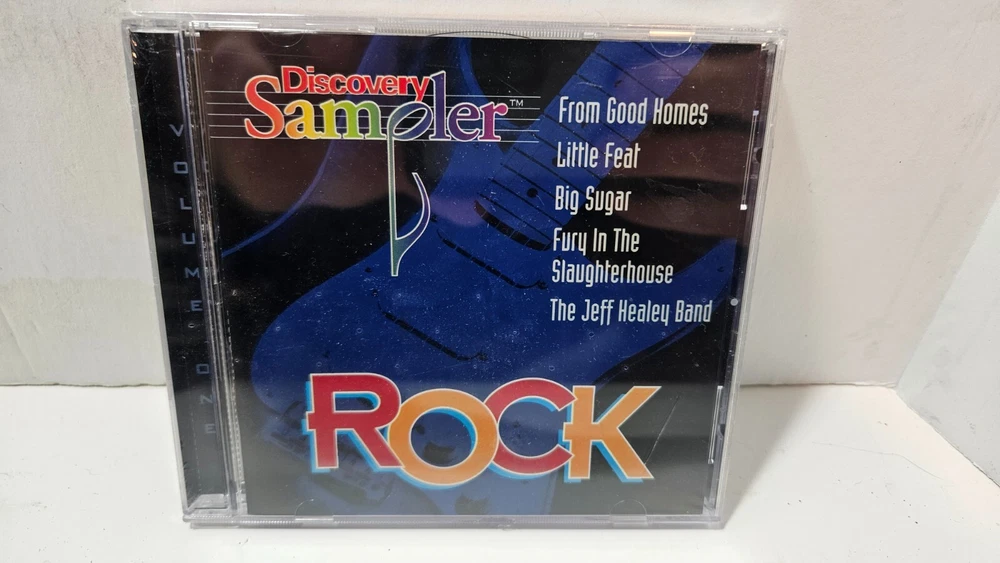 VOLUME ONE
Discovery
Sampler™
From Good Homes
Little Feat
Big Sugar
Fury In The
Slaughterhouse
The Jeff Healey Band
ROCK